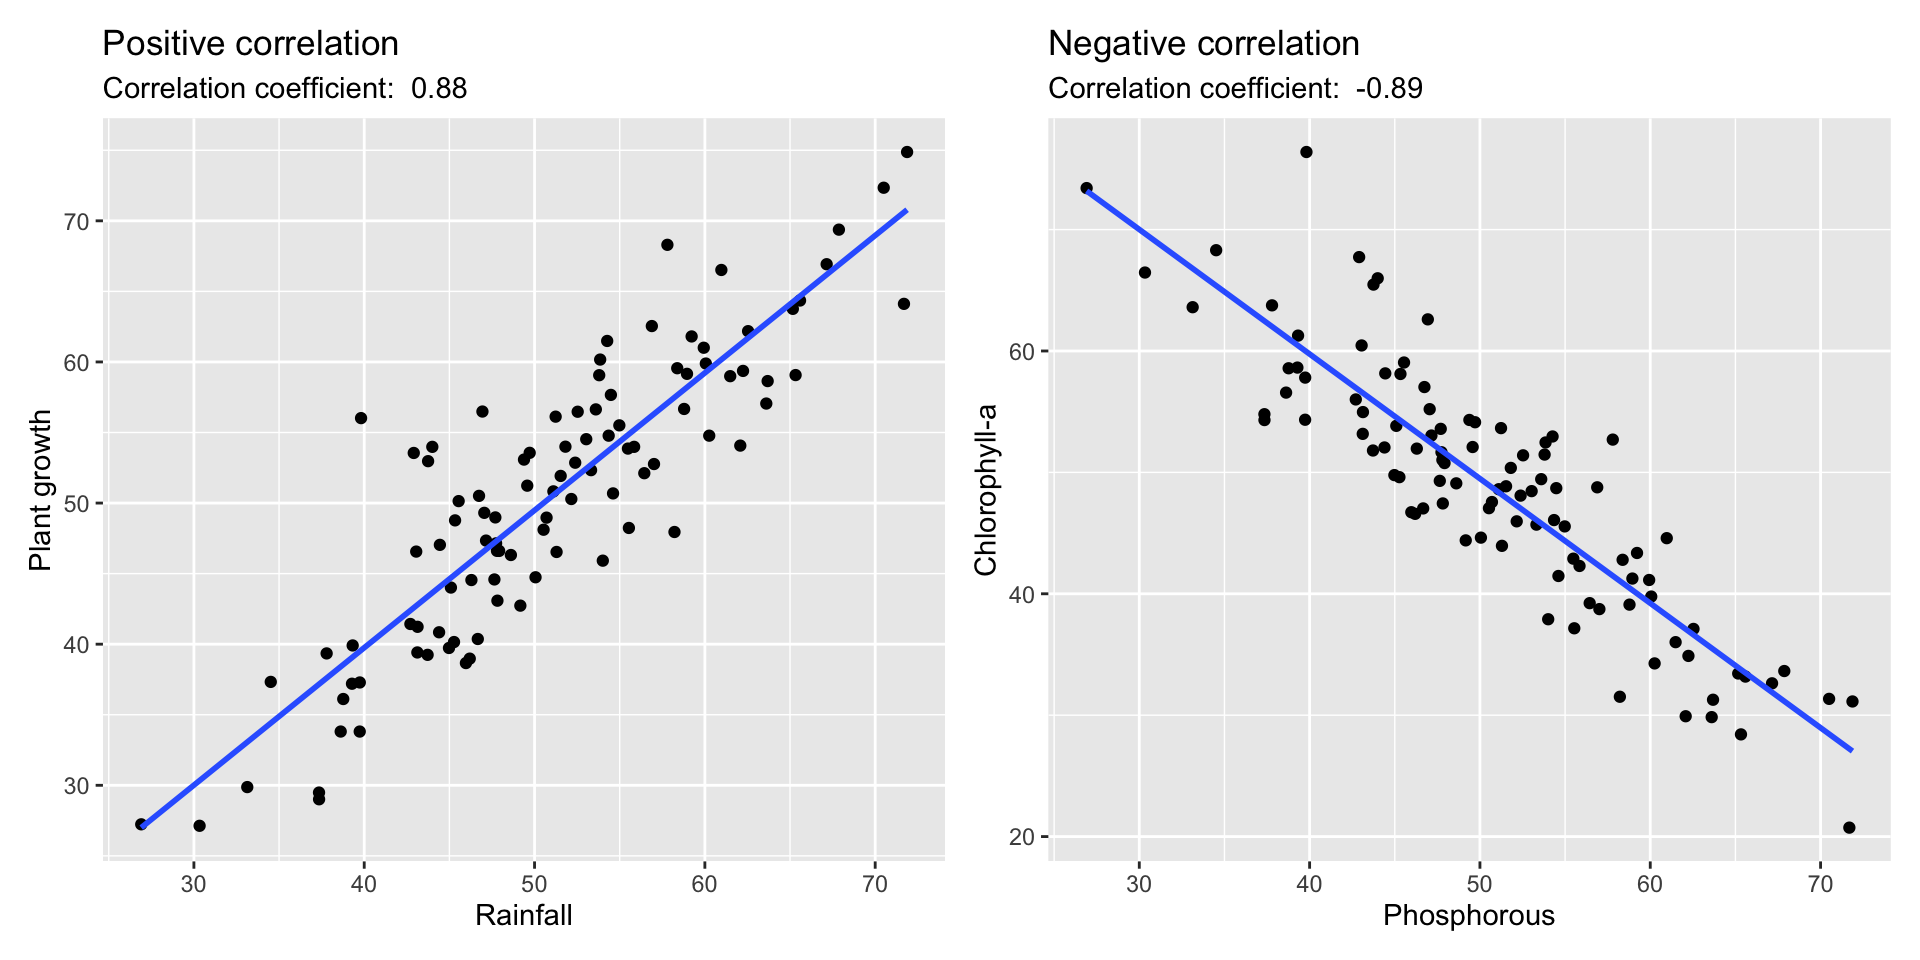 Positive correlation
Correlation coefficient:  0.88
Plant growth
70
60
50
40
30
30 40 50 60 70
Rainfall
Negative correlation
Correlation coefficient:  -0.89
Chlorophyll-a
60
40
20
30 40 50 60 70
Phosphorous